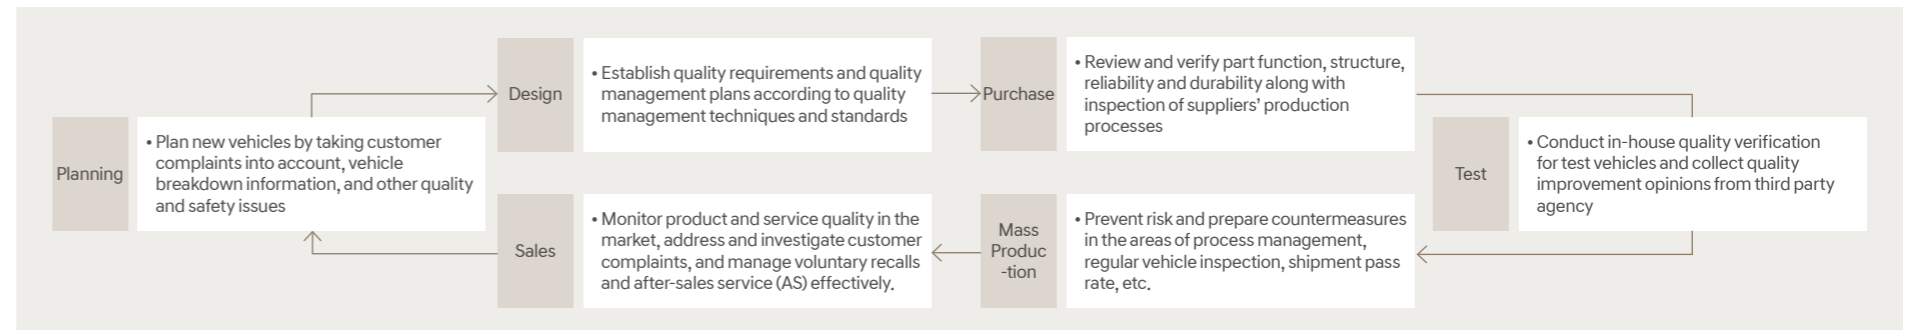 Planning
• Plan new vehicles by taking customer
complaints into account, vehicle
breakdown information, and other quality
and safety issues
Design
• Establish quality requirements and quality
management plans according to quality
management techniques and standards
Purchase
• Review and verify part function, structure,
reliability and durability along with
inspection of suppliers’ production
processes
Test
• Conduct in-house quality verification
for test vehicles and collect quality
improvement opinions from third party
agency
Mass
Produc
-tion
• Prevent risk and prepare countermeasures
in the areas of process management,
regular vehicle inspection, shipment pass
rate, etc.
Sales
• Monitor product and service quality in the
market, address and investigate customer
complaints, and manage voluntary recalls
and after-sales service (AS) effectively.